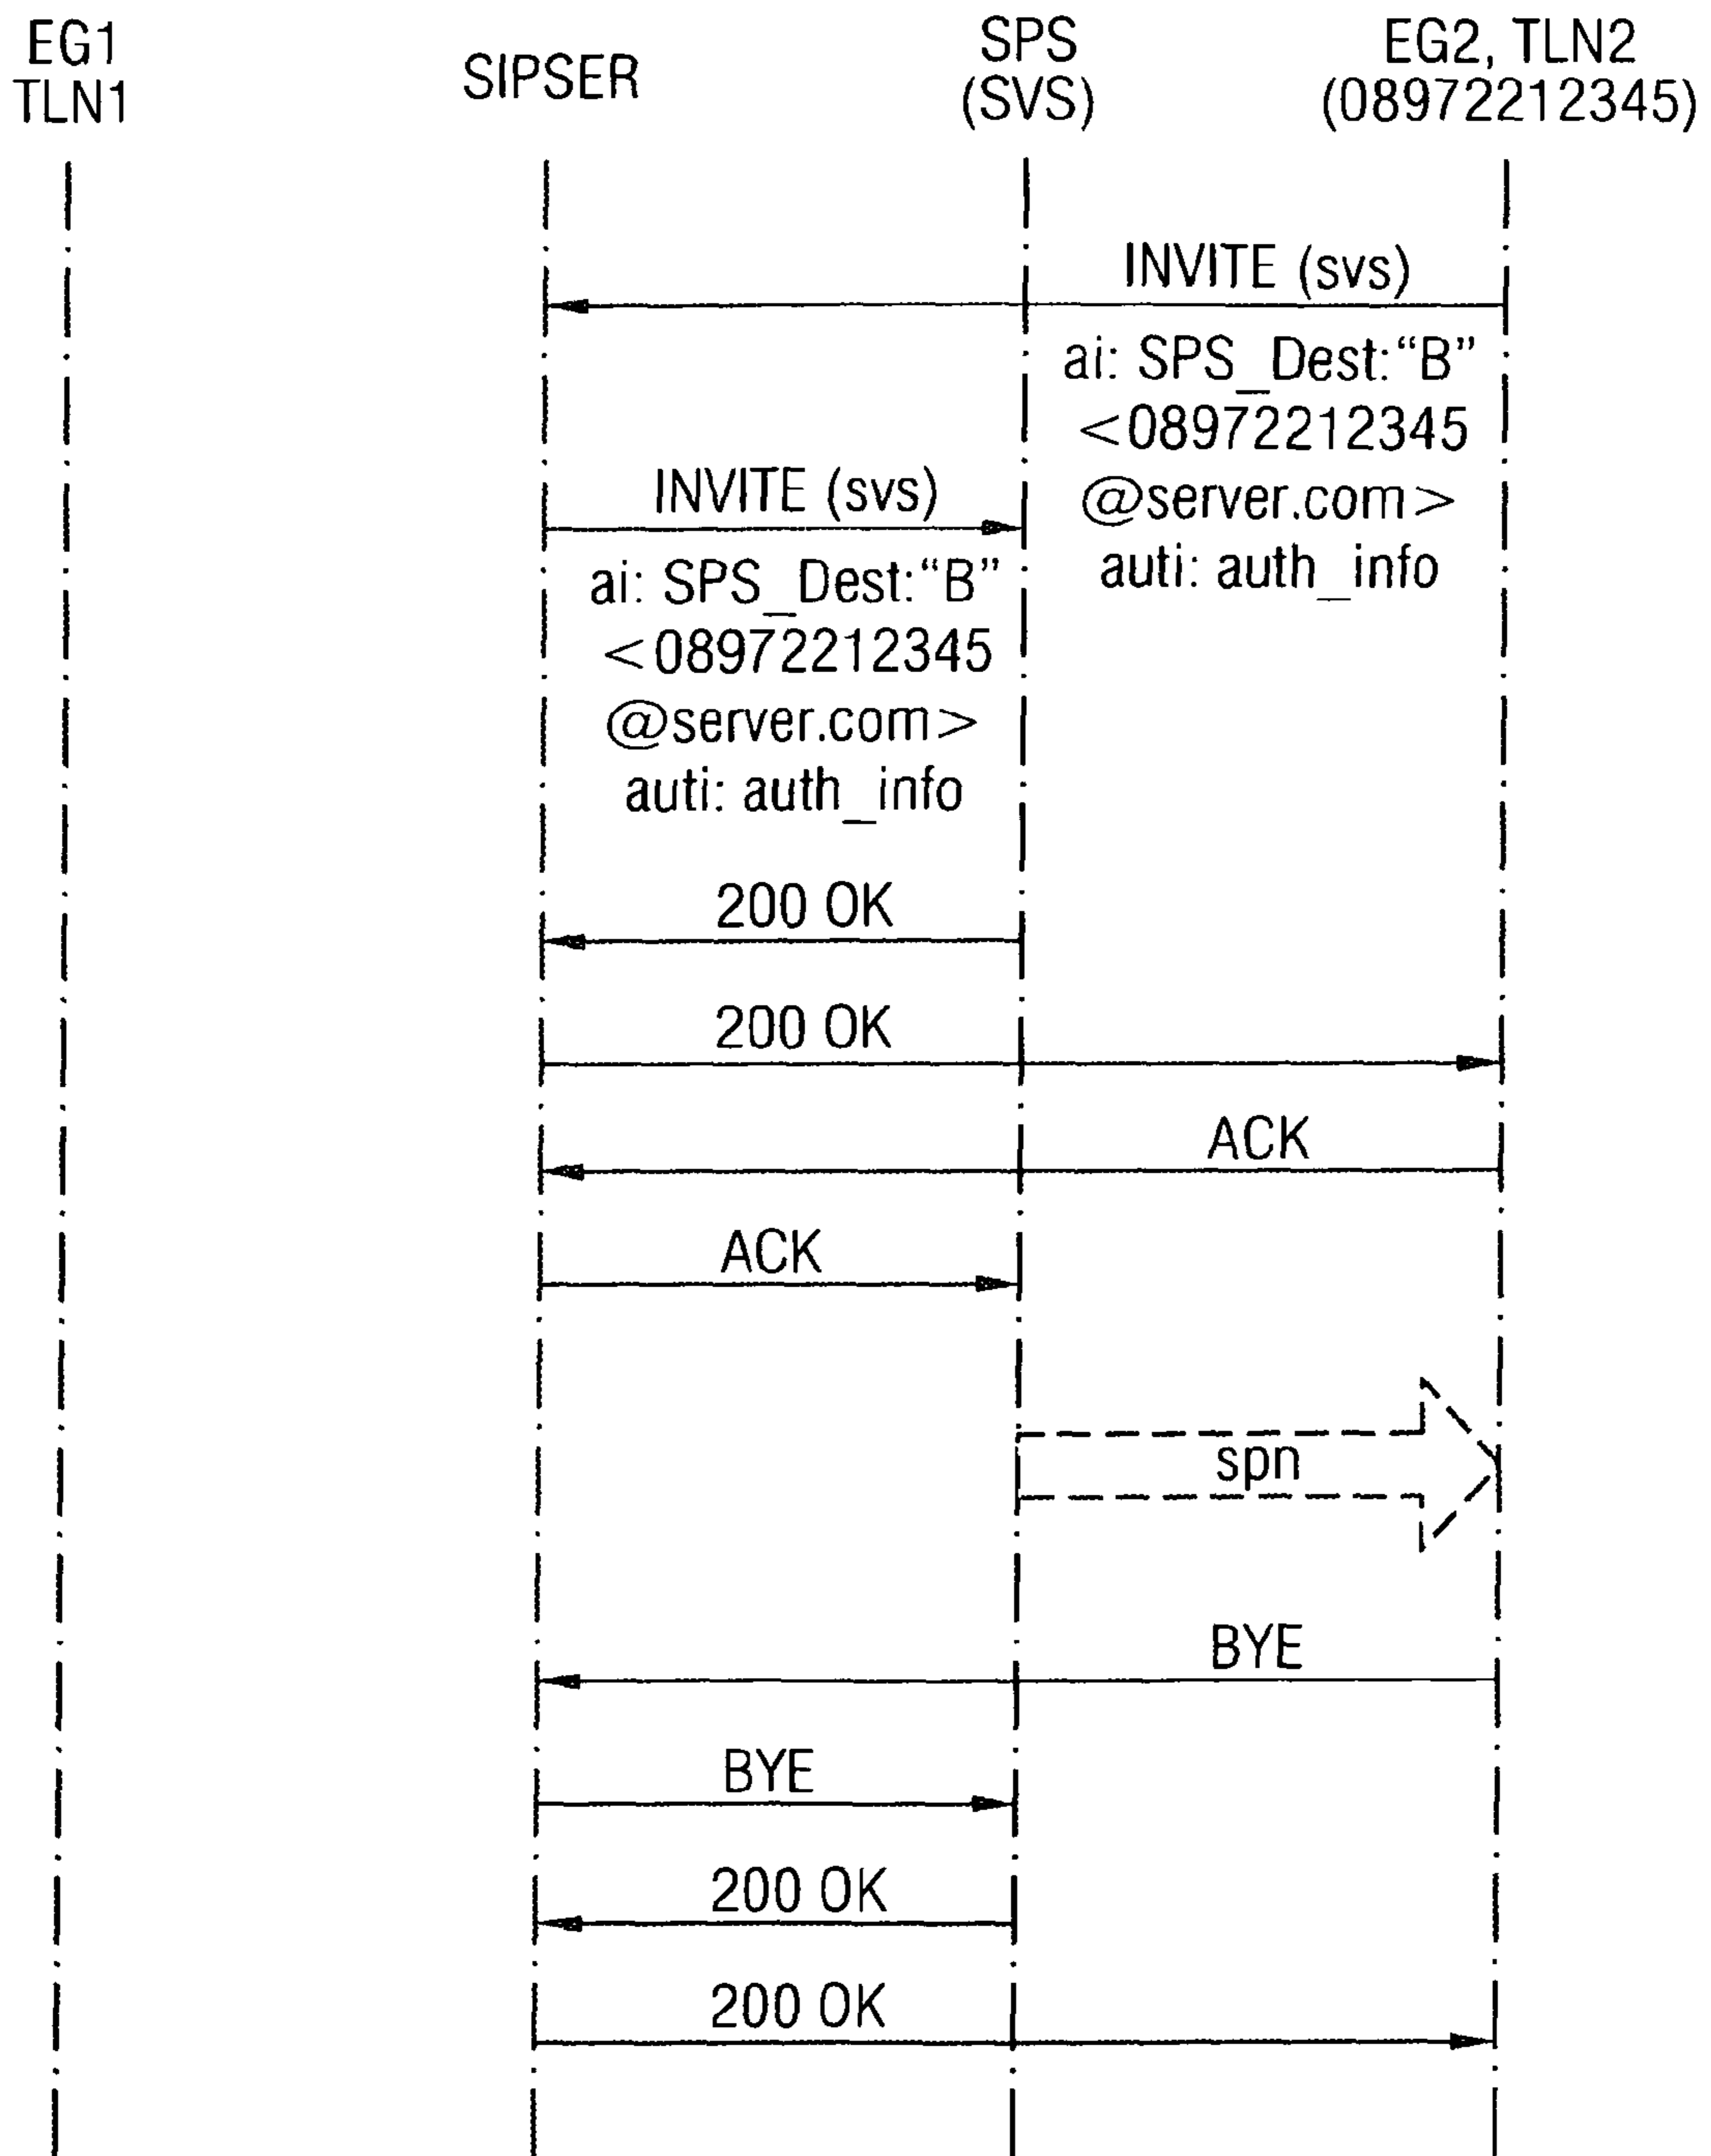 EG1
TLN1
SIPSER
SPS
(SVS)
EG2, TLN2
(08972212345)
INVITE (svs)
ai: SPS_Dest:“B”
<08972212345
@server.com>
auti: auth_info
INVITE (svs)
ai: SPS_Dest:“B”
<08972212345
@server.com>
auti: auth_info
200 OK
200 OK
ACK
ACK
spn
BYE
BYE
200 OK
200 OK